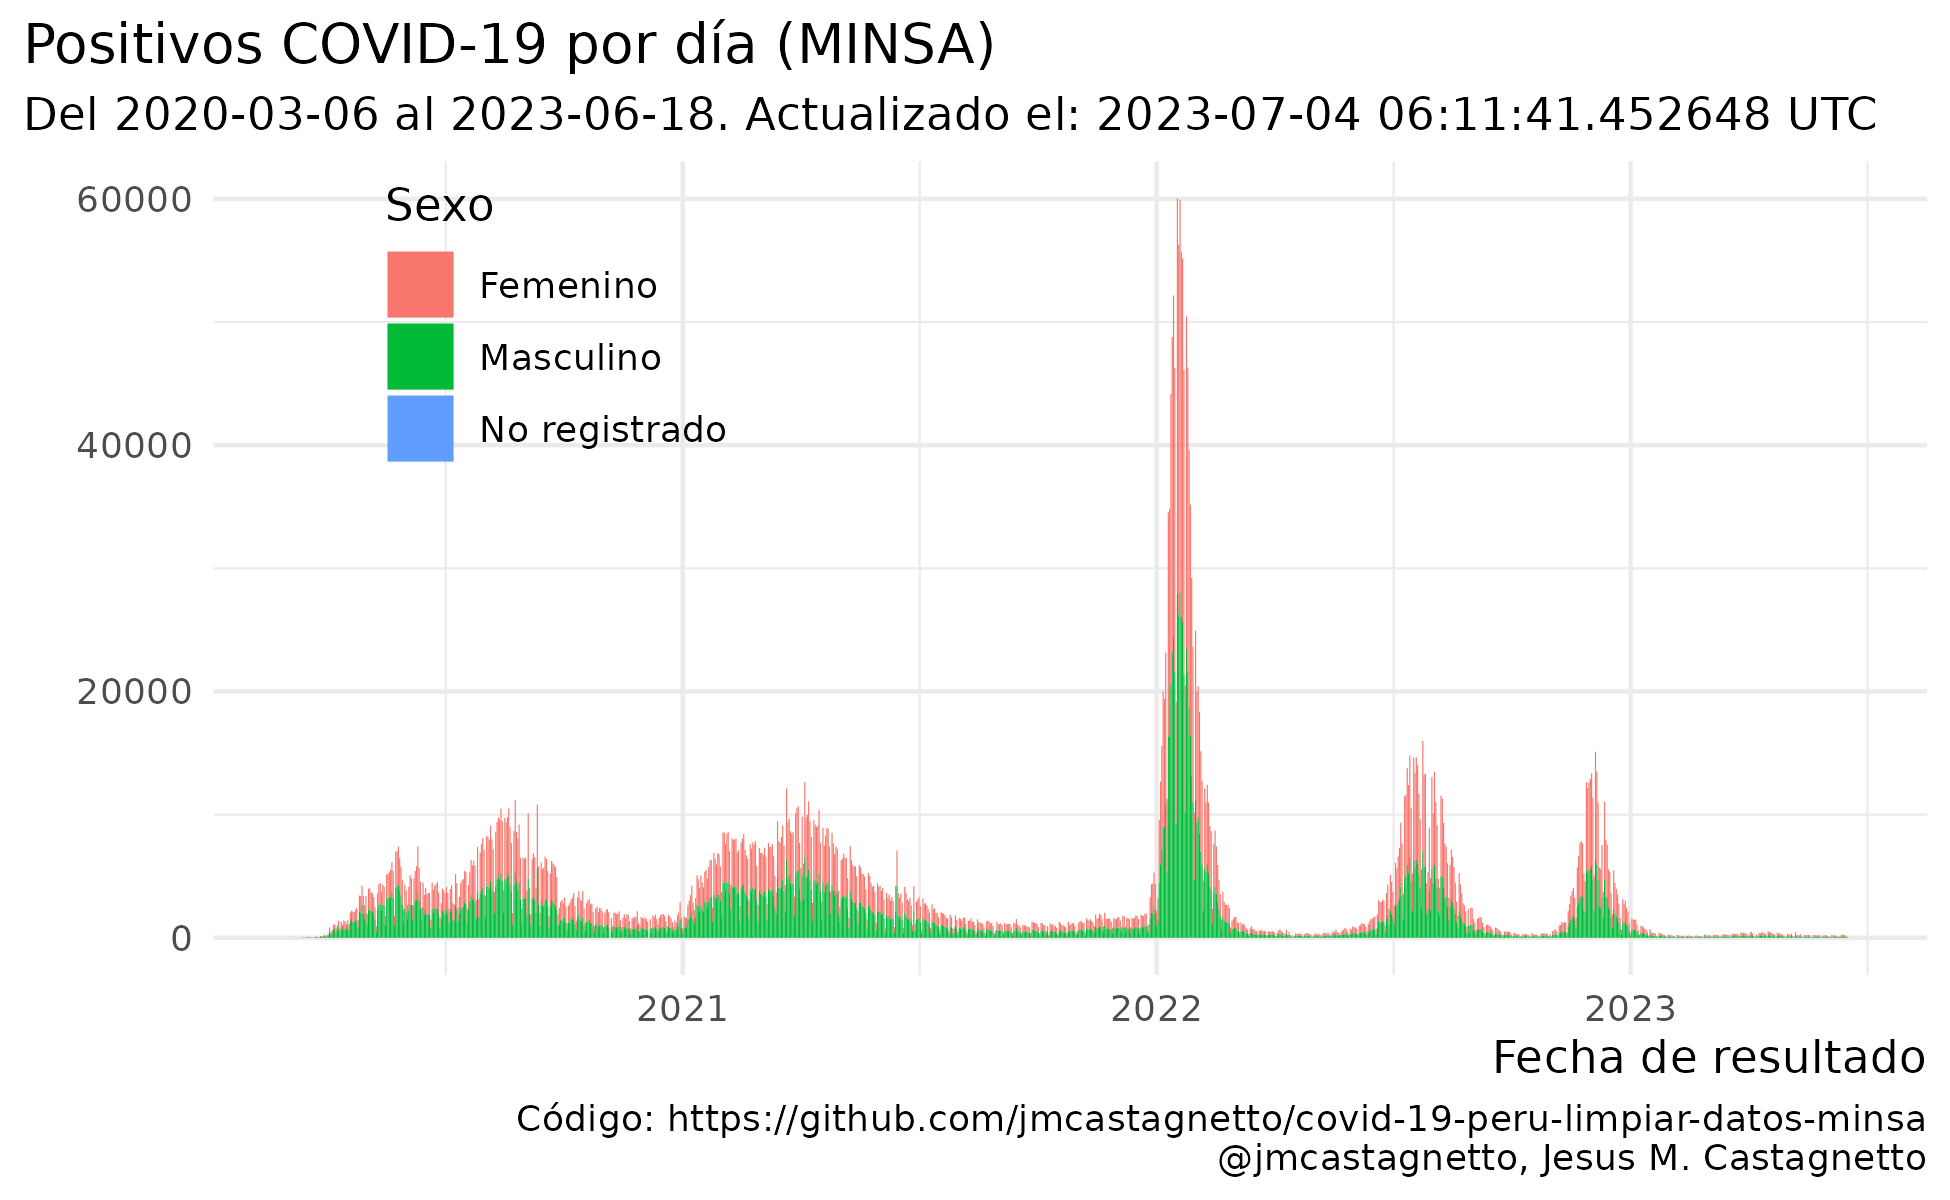 Positivos COVID-19 por día (MINSA)
Del 2020-03-06 al 2023-06-18. Actualizado el: 2023-07-04 06:11:41.452648 UTC
60000
40000
20000
0
Sexo
Femenino
Masculino
No registrado
2021
2022
2023
Fecha de resultado
Código: https://github.com/jmcastagnetto/covid-19-peru-limpiar-datos-minsa
@jmcastagnetto, Jesus M. Castagnetto